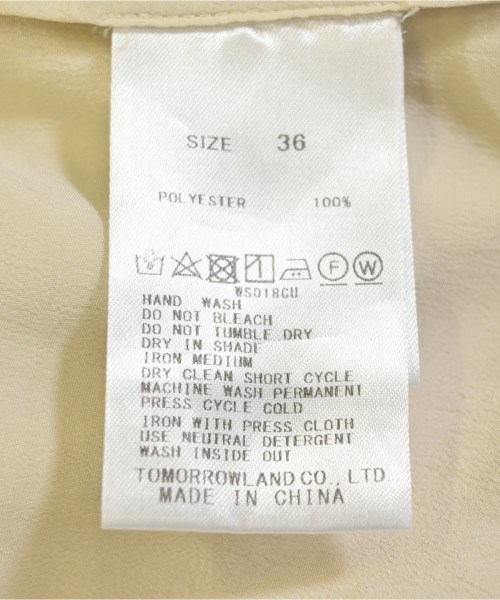 SIZE 36
POLYESTER 100%
F W
WSD18CU
HAND WASH
DO NOT BLEACH
DO NOT TUMBLE DRY
DRY IN SHADE
IRON MEDIUM
DRY CLEAN SHORT CYCLE
MACHINE WASH PERMANENT
PRESS CYCLE COLD
IRON WITH PRESS CLOTH
USE NEUTRAL DETERGENT
WASH INSIDE OUT
TOMORROWLAND CO., LTD.
MADE IN CHINA